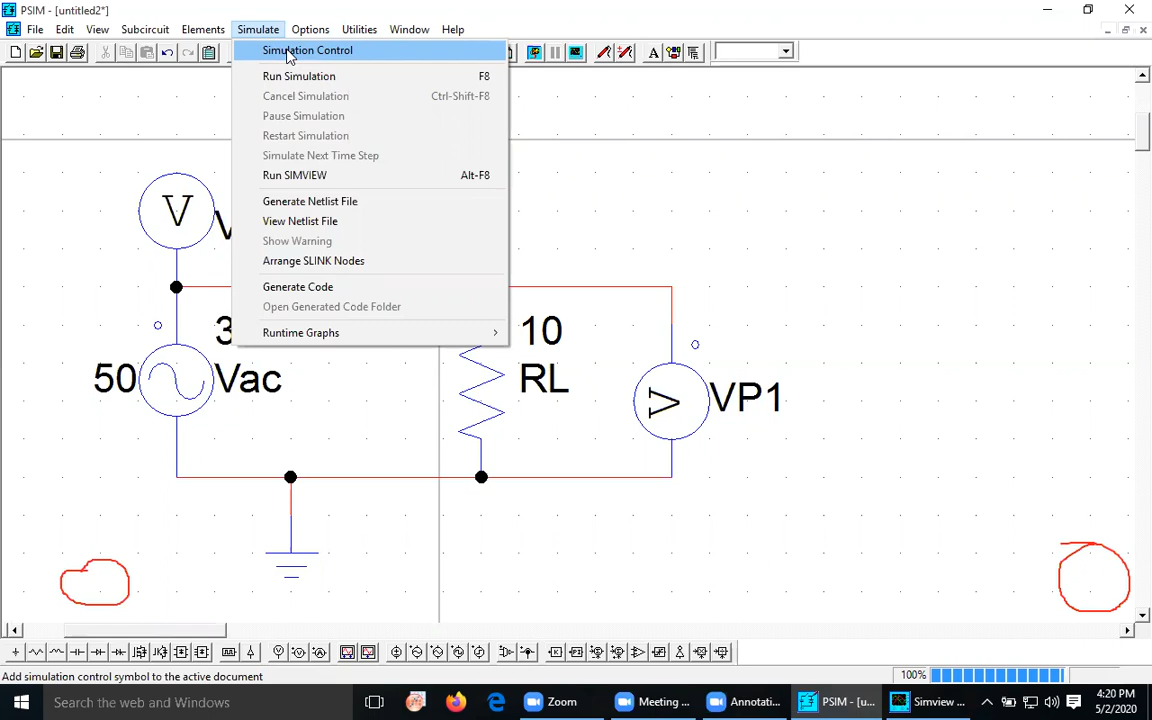 PSIM - [untitled2*]
File Edit View Subcircuit Elements Simulate Options Utilities Window Help
Simulation Control
Run Simulation F8
Cancel Simulation Ctrl-Shift-F8
Pause Simulation
Restart Simulation
Simulate Next Time Step
Run SIMVIEW Alt-F8
Generate Netlist File
View Netlist File
Show Warning
Arrange SLINK Nodes
Generate Code
Open Generated Code Folder
Runtime Graphs
V
V
3
50 Vac
10
RL
V VP1
Add simulation control symbol to the active document
100%
Search the web and Windows
Zoom
Meeting ...
Annotati...
PSIM - [u...
Simview ...
4:20 PM
5/2/2020